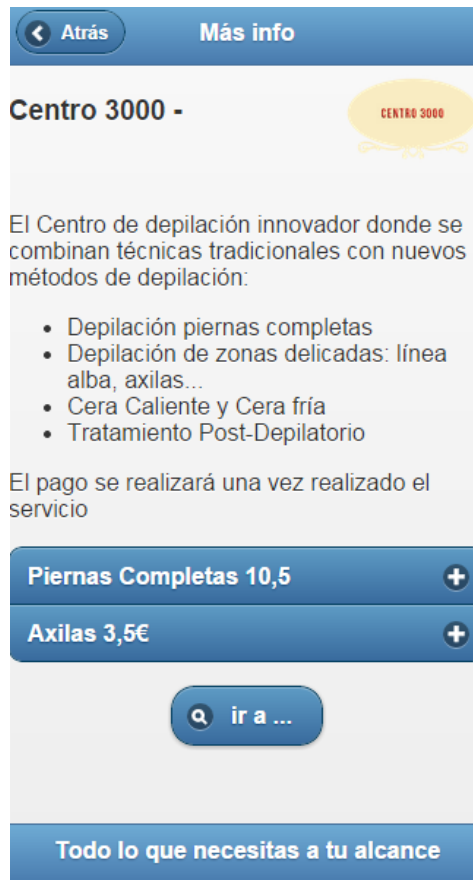 Atrás
Más info
Centro 3000 -
CENTRO 3000
El Centro de depilación innovador donde se
combinan técnicas tradicionales con nuevos
métodos de depilación:
• Depilación piernas completas
• Depilación de zonas delicadas: línea
alba, axilas...
• Cera Caliente y Cera fría
• Tratamiento Post-Depilatorio
El pago se realizará una vez realizado el
servicio
Piernas Completas 10,5
Axilas 3,5€
ir a ...
Todo lo que necesitas a tu alcance